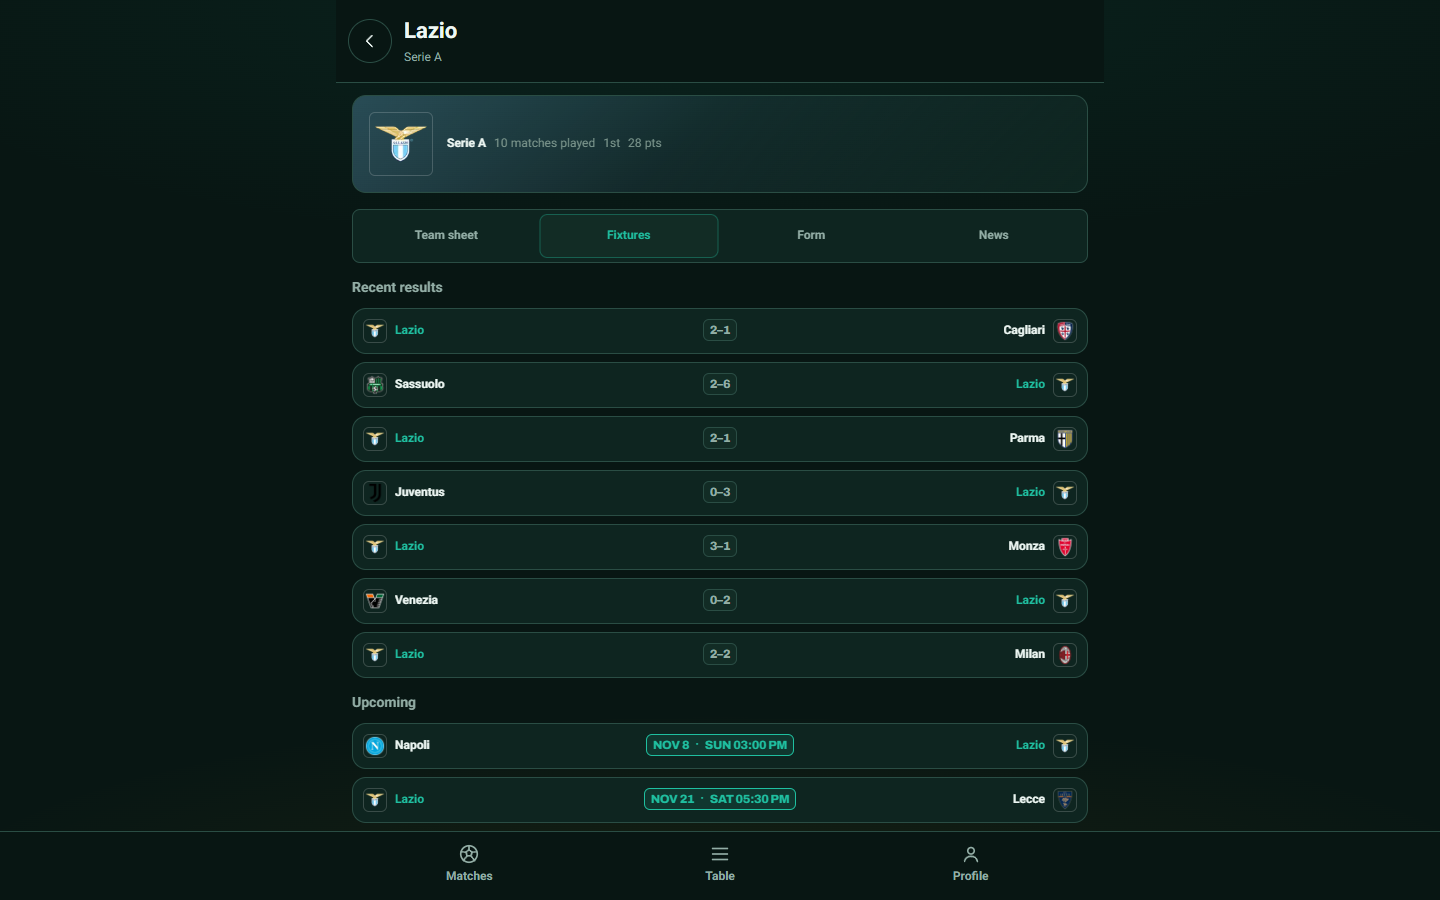 Lazio
Serie A
Serie A 10 matches played 1st 28 pts
Team sheet Fixtures Form News
Recent results
Lazio 2–1 Cagliari
Sassuolo 2–6 Lazio
Lazio 2–1 Parma
Juventus 0–3 Lazio
Lazio 3–1 Monza
Venezia 0–2 Lazio
Lazio 2–2 Milan
Upcoming
Napoli NOV 8 · SUN 03:00 PM Lazio
Lazio NOV 21 · SAT 05:30 PM Lecce
Matches Table Profile